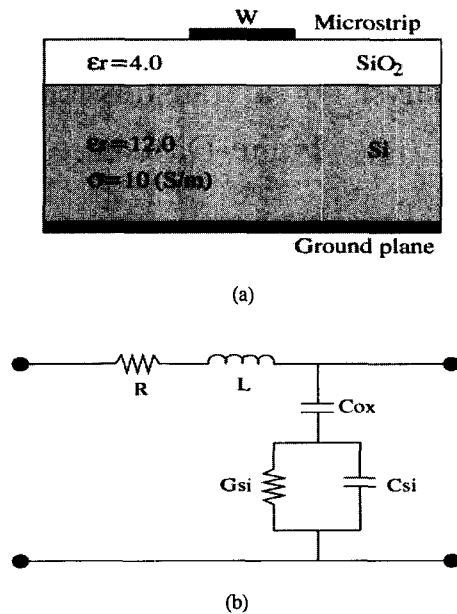 W
Microstrip
εr=4.0
SiO2
εr=12.0
Si
σ=10 (S/m)
Ground plane
(a)
R
L
Cox
Gsi
Csi
(b)